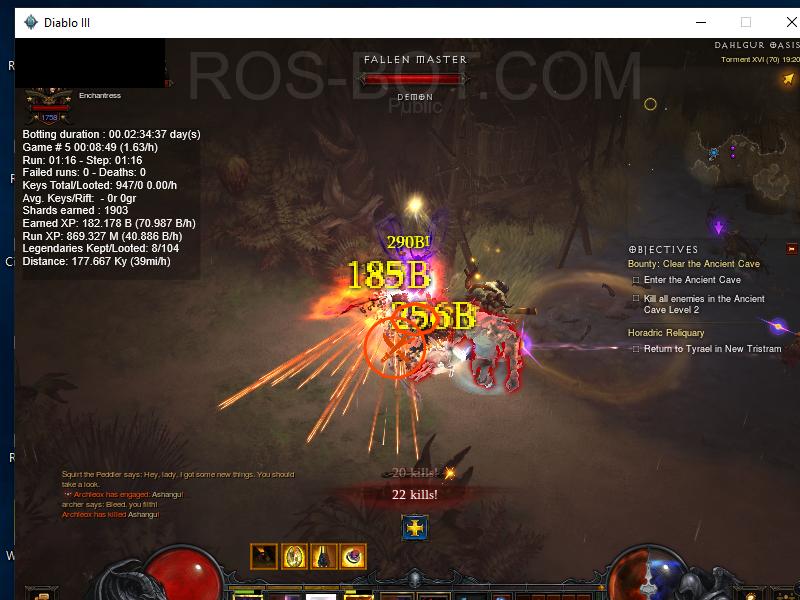 Diablo III
ROS-BOT.COM
Public
FALLEN MASTER
DEMON
DAHLGUR OASIS
Torment XVI (70) 19:20
Enchantress
1758
Botting duration : 00.02:34:37 day(s)
Game # 5 00:08:49 (1.63/h)
Run: 01:16 - Step: 01:16
Failed runs: 0 - Deaths: 0
Keys Total/Looted: 947/0 0.00/h
Avg. Keys/Rift:  - 0r 0gr
Shards earned : 1903
Earned XP: 182.178 B (70.987 B/h)
Run XP: 869.327 M (40.886 B/h)
Legendaries Kept/Looted: 8/104
Distance: 177.667 Ky (39mi/h)
290B!
185B
256B
OBJECTIVES
Bounty: Clear the Ancient Cave
Enter the Ancient Cave
Kill all enemies in the Ancient
Cave Level 2
Horadric Reliquary
Return to Tyrael in New Tristram
Squirt the Peddler says: Hey, lady, I got some new things. You should
take a look.
Archleox has engaged: Ashangu!
archer says: Bleed, you filth!
Archleox has killed Ashangu!
20 kills!
22 kills!